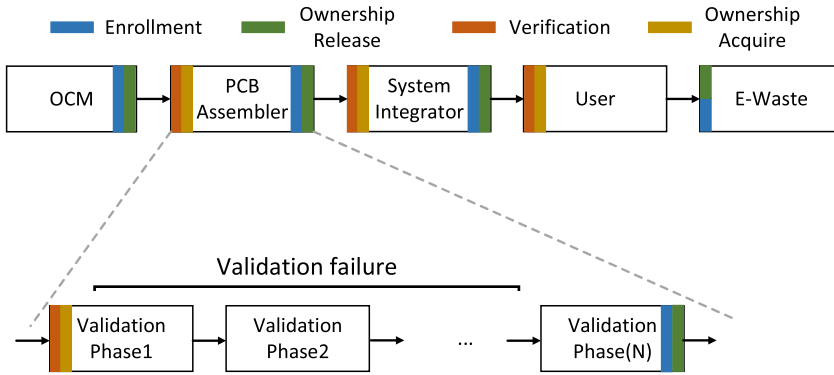 Enrollment
Ownership
Release
Verification
Ownership
Acquire
OCM
PCB
Assembler
System
Integrator
User
E-Waste
Validation failure
Validation
Phase1
Validation
Phase2
...
Validation
Phase(N)